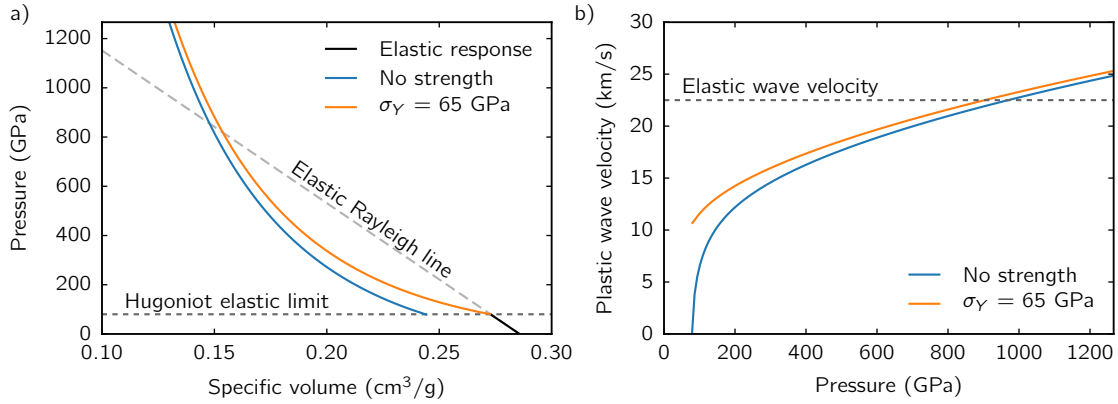 a)
1200
1000
800
600
400
200
0
Pressure (GPa)
Elastic response
No strength
σ_Y = 65 GPa
Elastic Rayleigh line
Hugoniot elastic limit
0.10 0.15 0.20 0.25 0.30
Specific volume (cm³/g)
b)
30
25
20
15
10
5
0
Plastic wave velocity (km/s)
Elastic wave velocity
No strength
σ_Y = 65 GPa
0 200 400 600 800 1000 1200
Pressure (GPa)